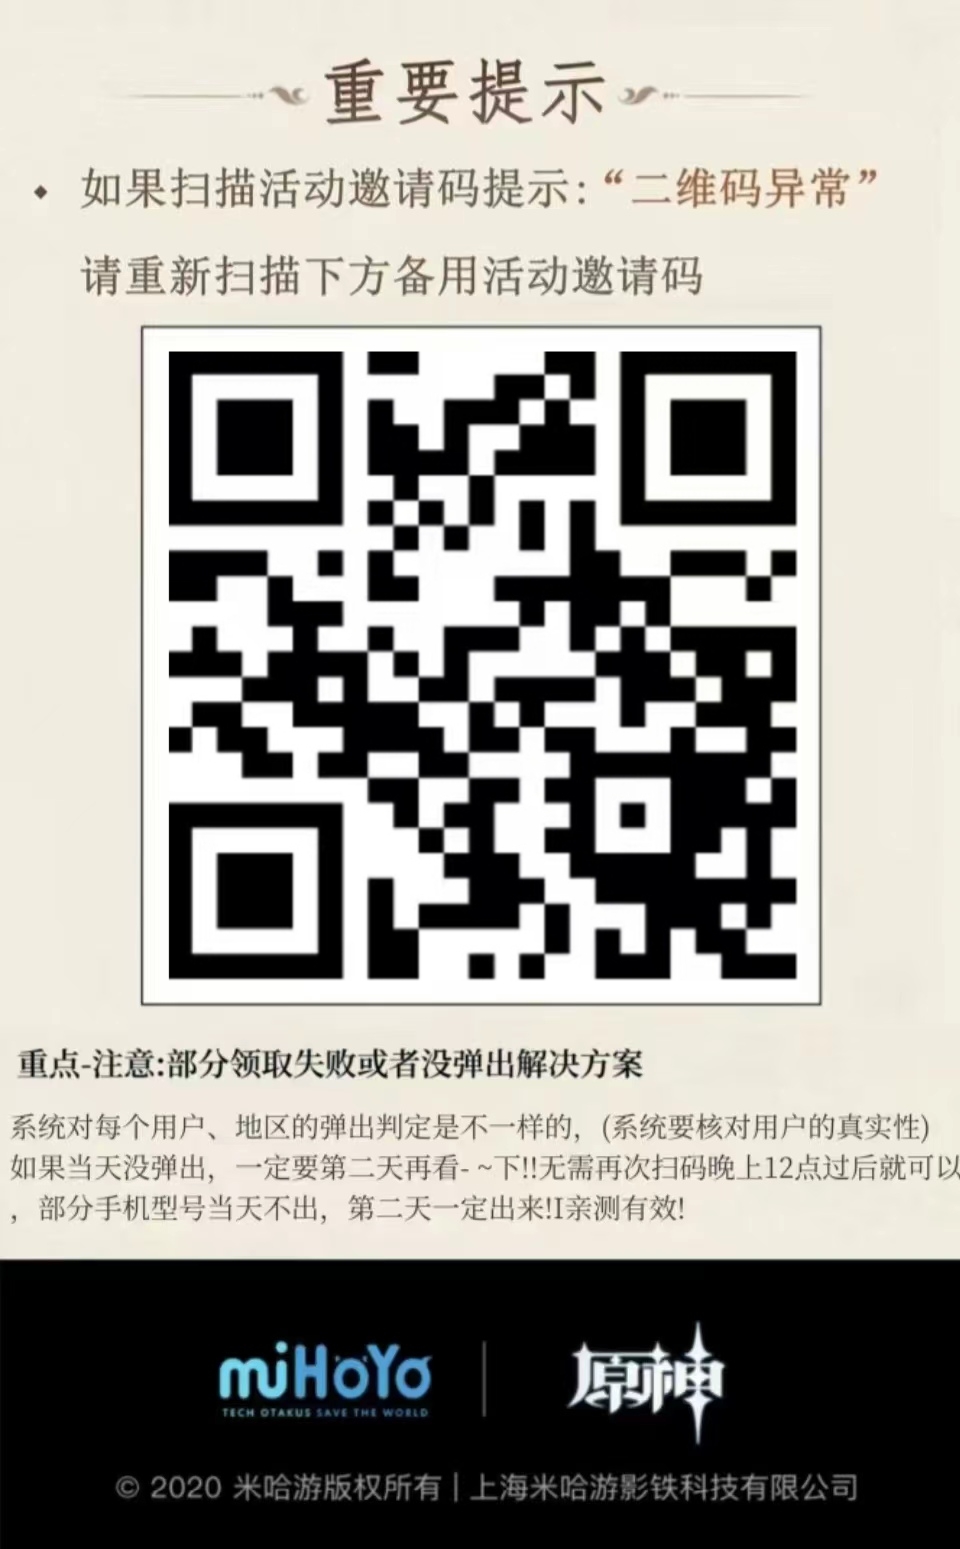 重要提示
如果扫描活动邀请码提示:“二维码异常”
请重新扫描下方备用活动邀请码
重点-注意:部分领取失败或者没弹出解决方案
系统对每个用户、地区的弹出判定是不一样的，(系统要核对用户的真实性)
如果当天没弹出，一定要第二天再看- ~下!!无需再次扫码晚上12点过后就可以
，部分手机型号当天不出，第二天一定出来!I亲测有效!
miHoYo
TECH OTAKUS SAVE THE WORLD
原神
© 2020 米哈游版权所有 | 上海米哈游影铁科技有限公司